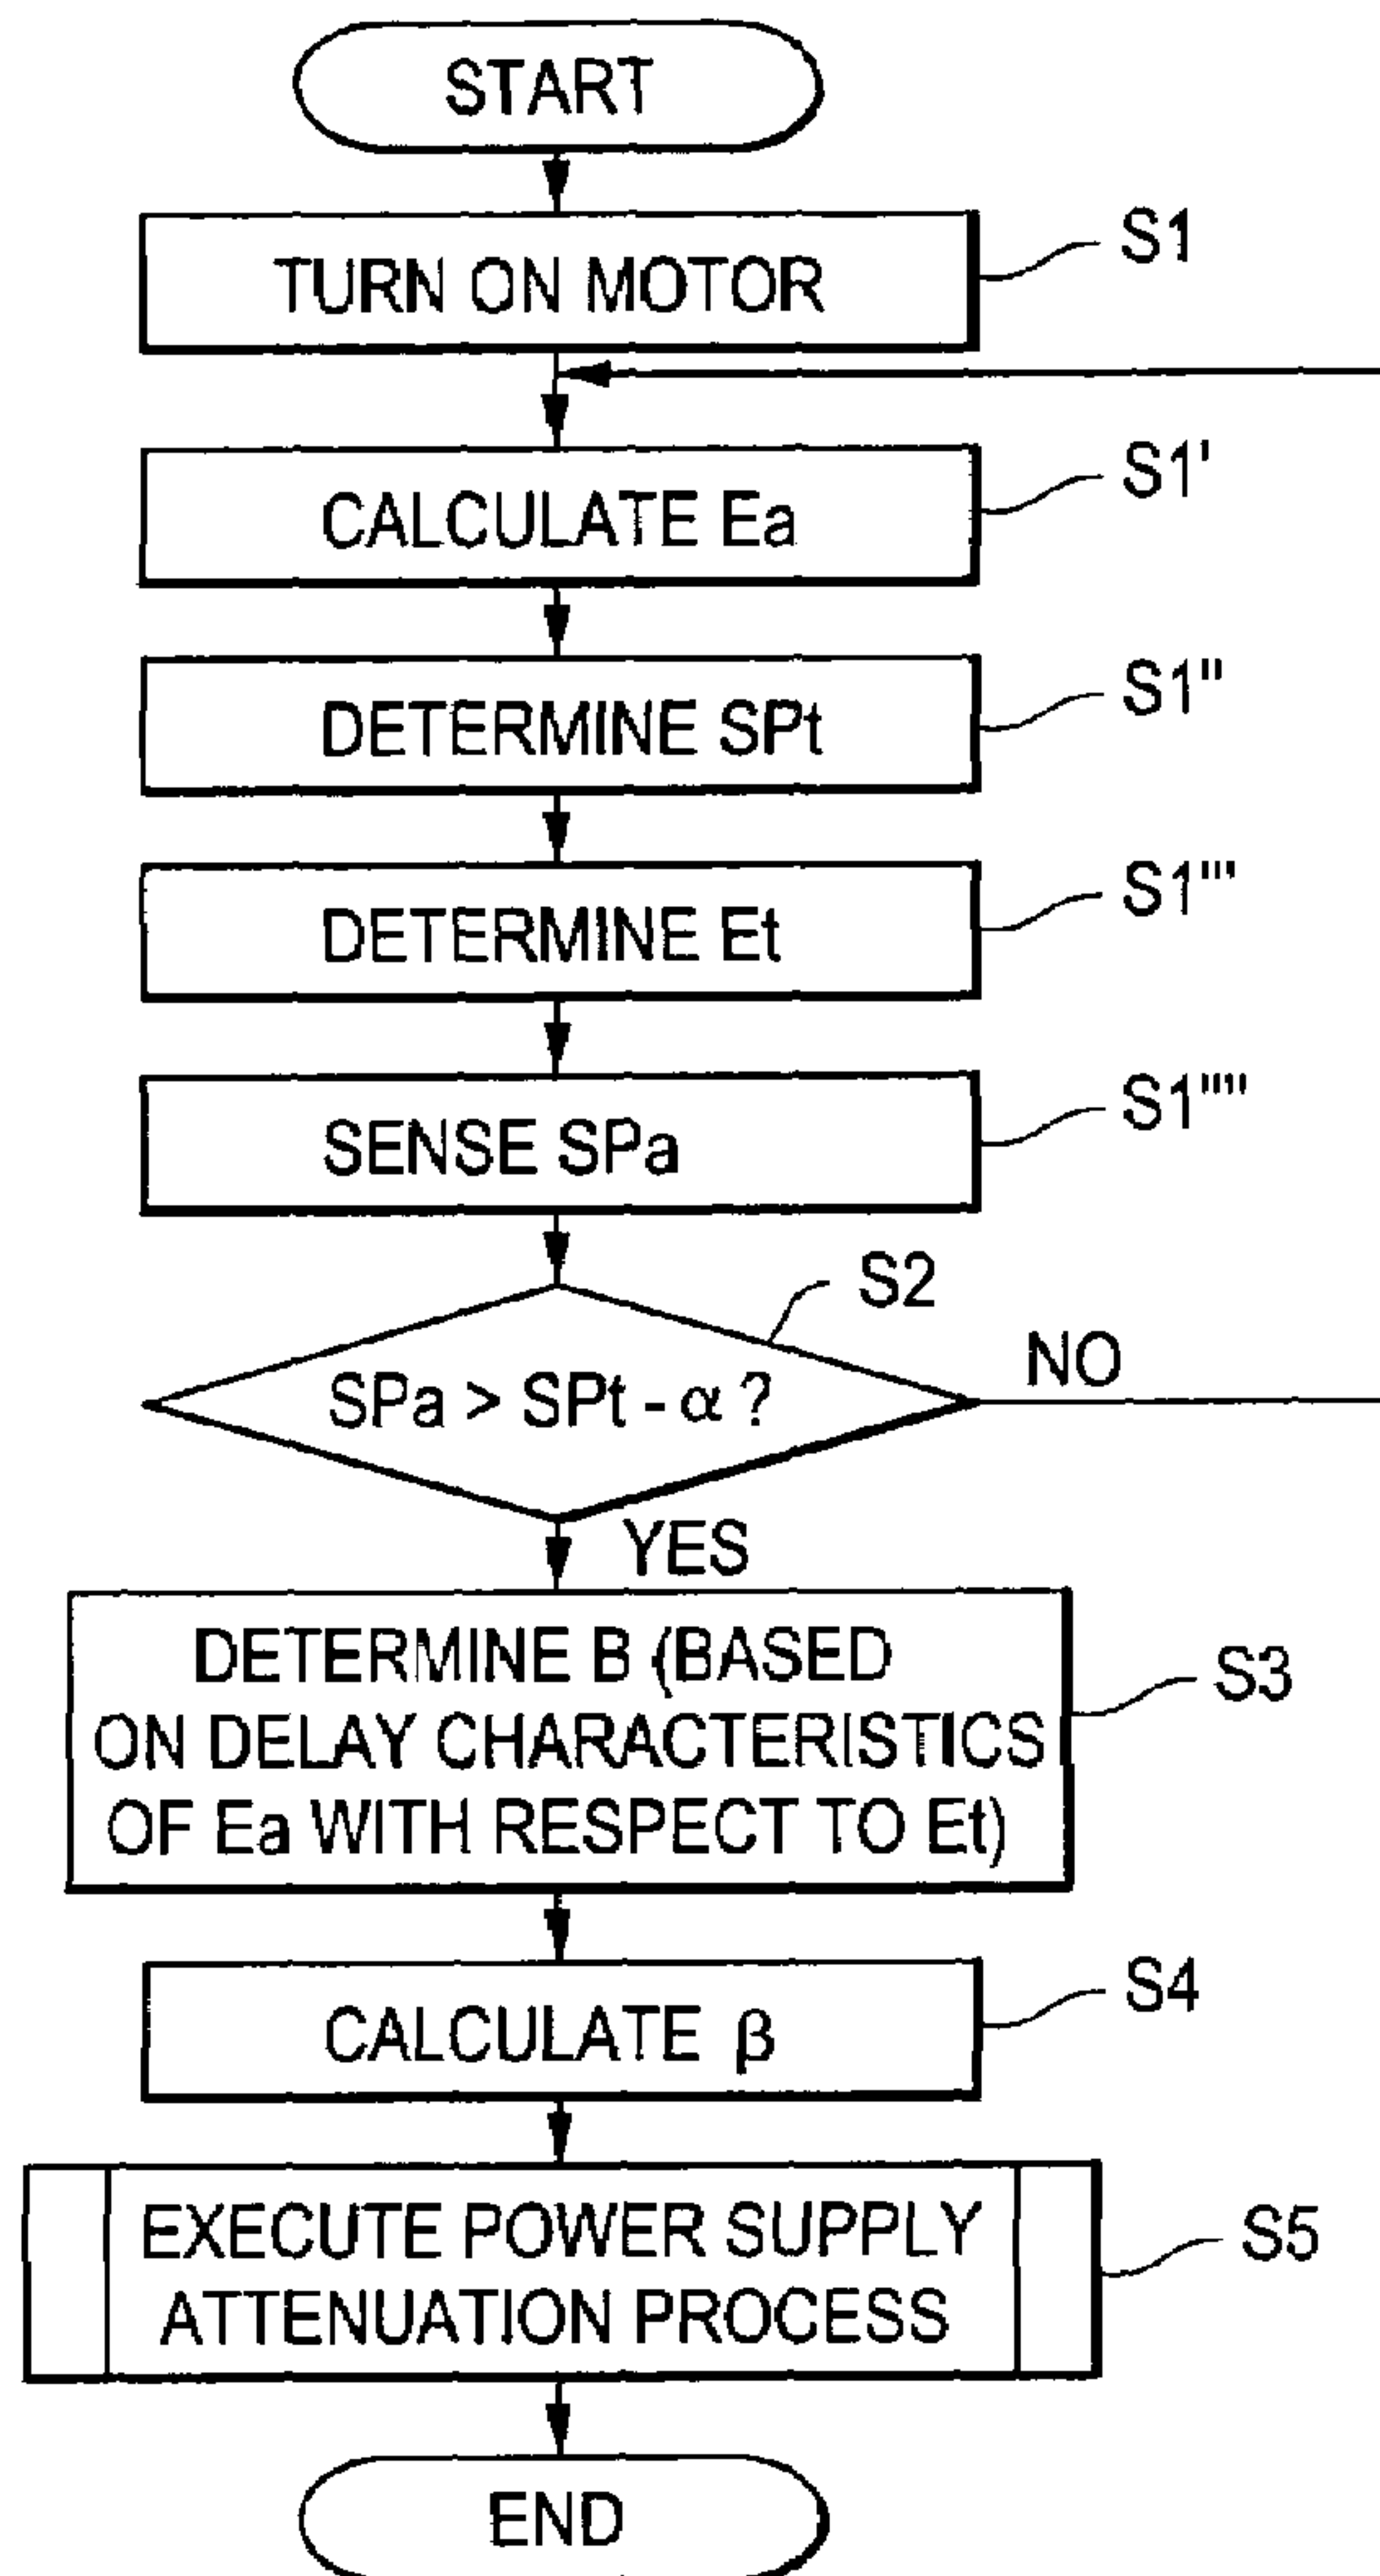 START
TURN ON MOTOR
S1
CALCULATE Ea
S1'
DETERMINE SPt
S1"
DETERMINE Et
S1'"
SENSE SPa
S1""
S2
SPa > SPt - α ?
NO
YES
DETERMINE B (BASED
ON DELAY CHARACTERISTICS
OF Ea WITH RESPECT TO Et)
S3
CALCULATE β
S4
EXECUTE POWER SUPPLY
ATTENUATION PROCESS
S5
END